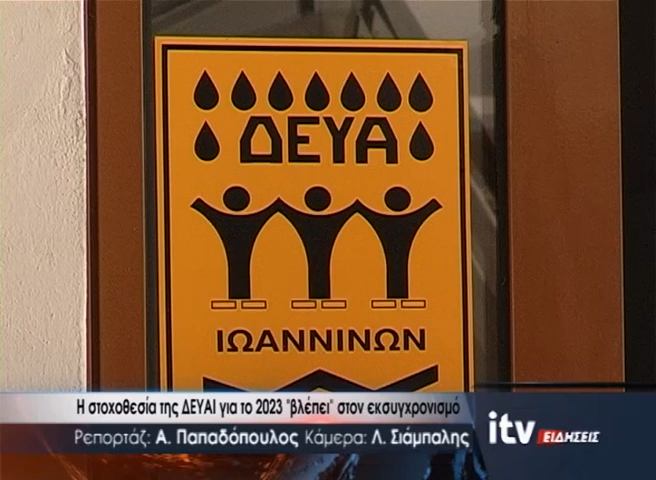 ΔΕΥΑ
ΙΩΑΝΝΙΝΩΝ
Η στοχοθεσία της ΔΕΥΑΙ για το 2023 "βλέπει" στον εκσυγχρονισμό
Ρεπορτάζ: Α. Παπαδόπουλος Κάμερα: Λ. Σιάμπαλης
itv ΕΙΔΗΣΕΙΣ